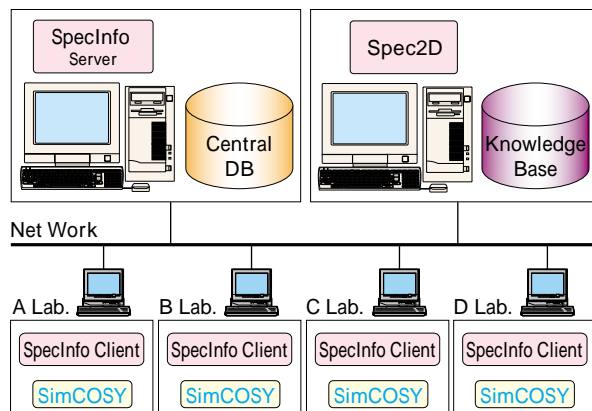 SpecInfo
Server
Spec2D
Central
DB
Knowledge
Base
Net Work
A Lab.
B Lab.
C Lab.
D Lab.
SpecInfo Client
SpecInfo Client
SpecInfo Client
SpecInfo Client
SimCOSY
SimCOSY
SimCOSY
SimCOSY